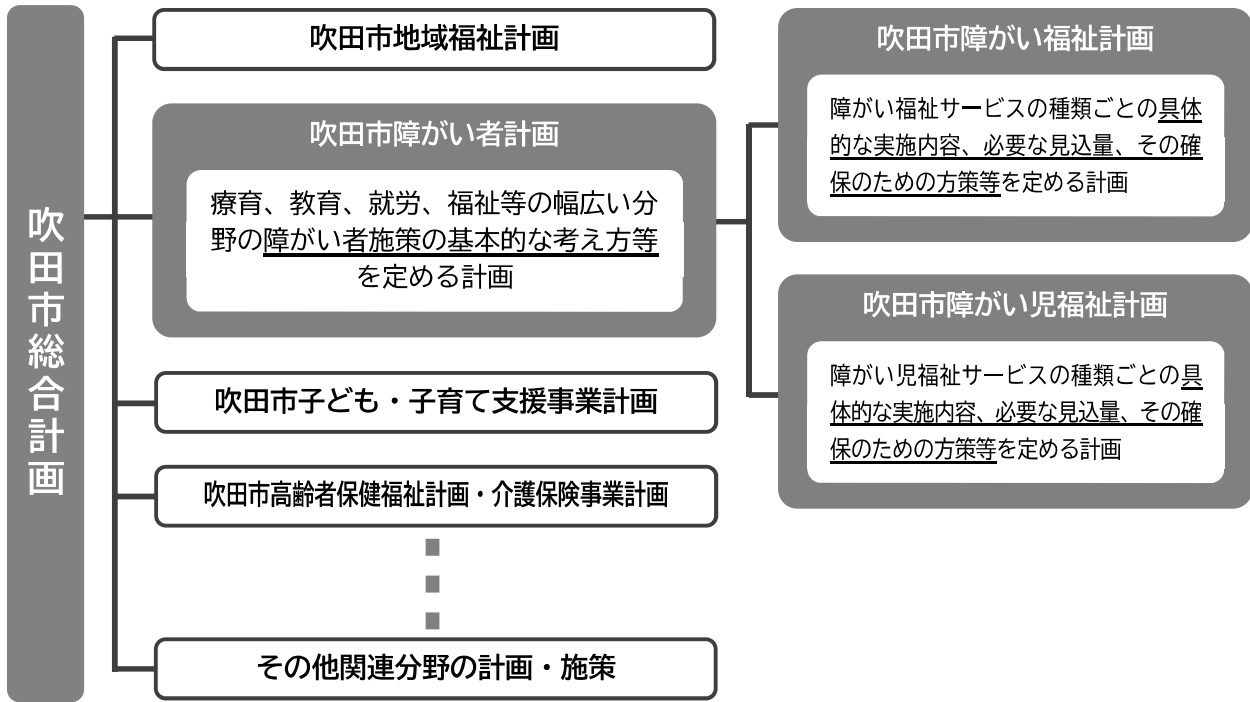 吹田市総合計画
吹田市地域福祉計画
吹田市障がい者計画
療育、教育、就労、福祉等の幅広い分
野の障がい者施策の基本的な考え方等
を定める計画
吹田市子ども・子育て支援事業計画
吹田市高齢者保健福祉計画・介護保険事業計画
その他関連分野の計画・施策
吹田市障がい福祉計画
障がい福祉サービスの種類ごとの具体
的な実施内容、必要な見込量、その確
保のための方策等を定める計画
吹田市障がい児福祉計画
障がい児福祉サービスの種類ごとの具
体的な実施内容、必要な見込量、その確
保のための方策等を定める計画